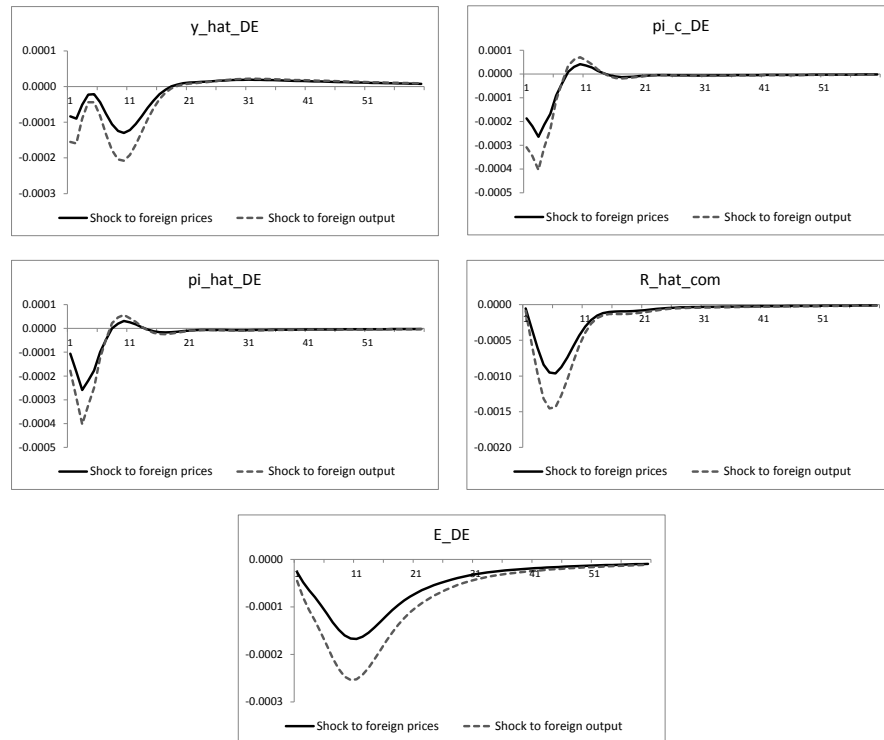 y_hat_DE
0.0001
0.0000
-0.0001
-0.0002
-0.0003
1 11 21 31 41 51
Shock to foreign prices Shock to foreign output
pi_c_DE
0.0001
0.0000
-0.0001
-0.0002
-0.0003
-0.0004
-0.0005
1 11 21 31 41 51
Shock to foreign prices Shock to foreign output
pi_hat_DE
0.0001
0.0000
-0.0001
-0.0002
-0.0003
-0.0004
-0.0005
1 11 21 31 41 51
Shock to foreign prices Shock to foreign output
R_hat_com
0.0000
-0.0005
-0.0010
-0.0015
-0.0020
1 11 21 31 41 51
Shock to foreign prices Shock to foreign output
E_DE
0.0000
-0.0001
-0.0002
-0.0003
1 11 21 31 41 51
Shock to foreign prices Shock to foreign output